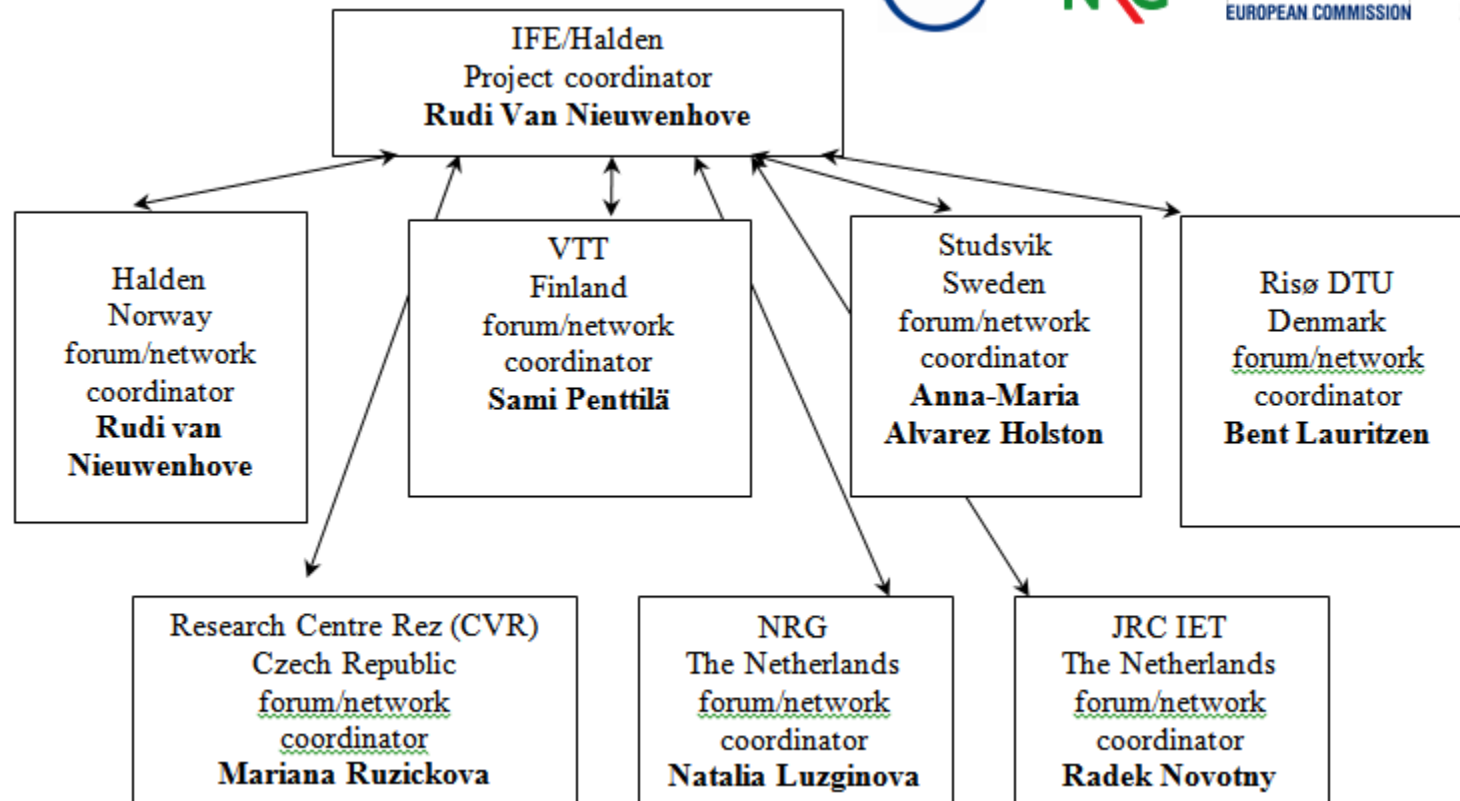 NRG
EUROPEAN COMMISSION
IFE/Halden
Project coordinator
Rudi Van Nieuwenhove
Halden
Norway
forum/network
coordinator
Rudi van
Nieuwenhove
VTT
Finland
forum/network
coordinator
Sami Penttilä
Studsvik
Sweden
forum/network
coordinator
Anna-Maria
Alvarez Holston
Risø DTU
Denmark
forum/network
coordinator
Bent Lauritzen
Research Centre Rez (CVR)
Czech Republic
forum/network
coordinator
Mariana Ruzickova
NRG
The Netherlands
forum/network
coordinator
Natalia Luzginova
JRC IET
The Netherlands
forum/network
coordinator
Radek Novotny